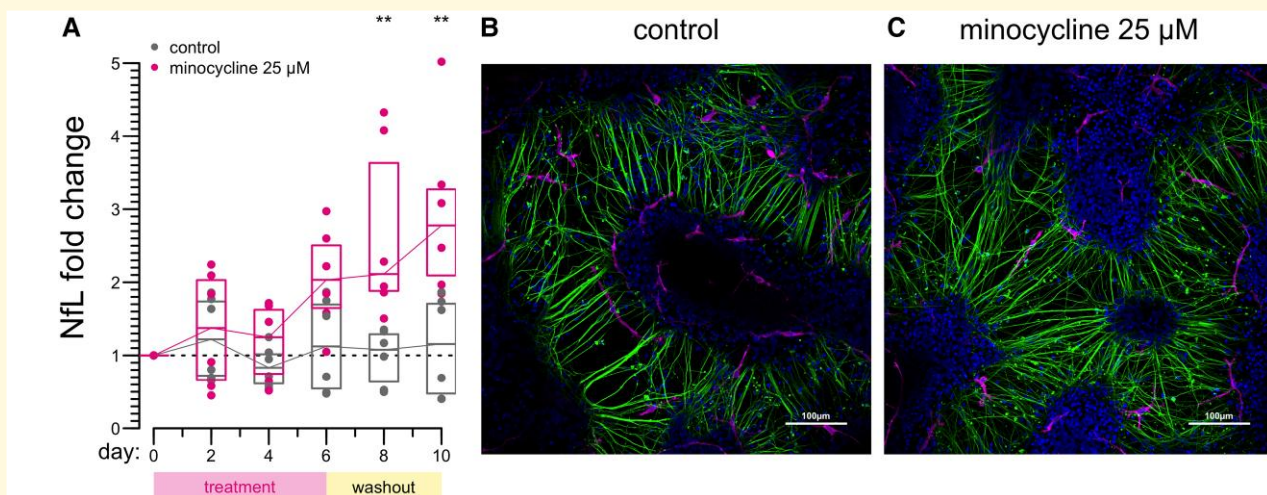 A
** **
control
minocycline 25 µM
5
4
3
2
1
0
NfL fold change
day: 0 2 4 6 8 10
treatment washout
B
control
100µm
C
minocycline 25 µM
100µm